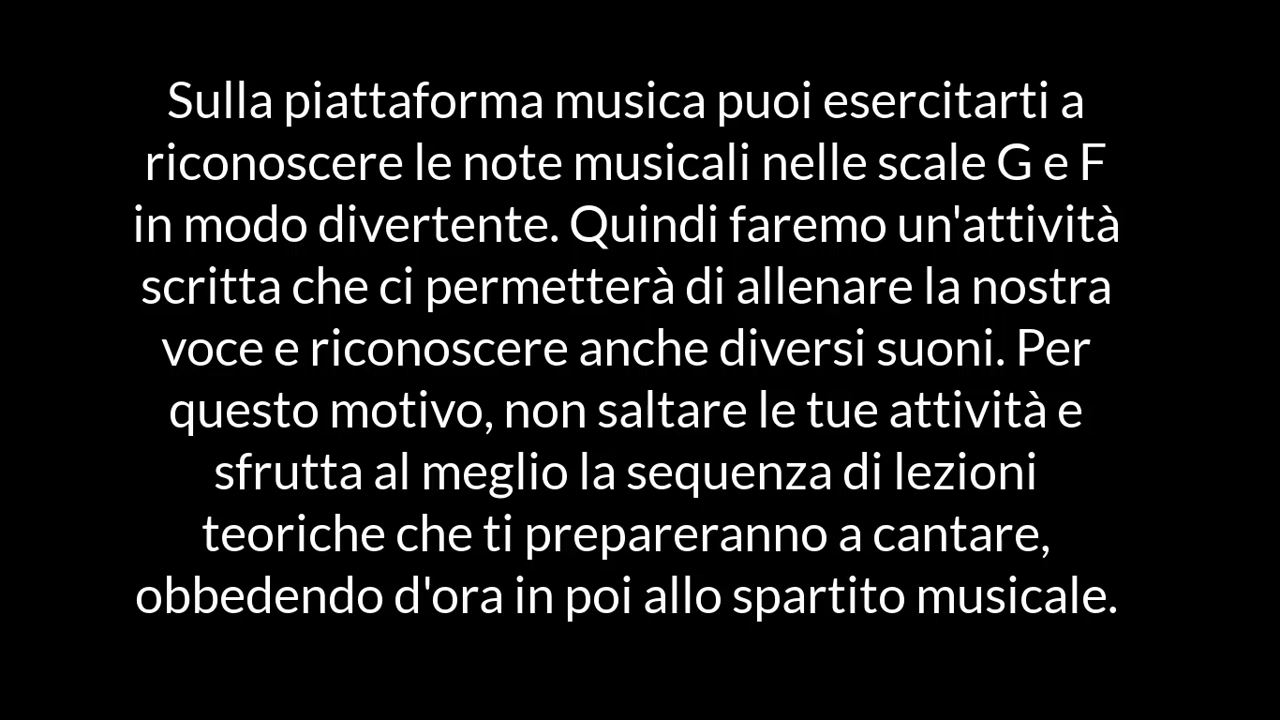 Sulla piattaforma musica puoi esercitarti a
riconoscere le note musicali nelle scale G e F
in modo divertente. Quindi faremo un'attività
scritta che ci permetterà di allenare la nostra
voce e riconoscere anche diversi suoni. Per
questo motivo, non saltare le tue attività e
sfrutta al meglio la sequenza di lezioni
teoriche che ti prepareranno a cantare,
obbedendo d'ora in poi allo spartito musicale.